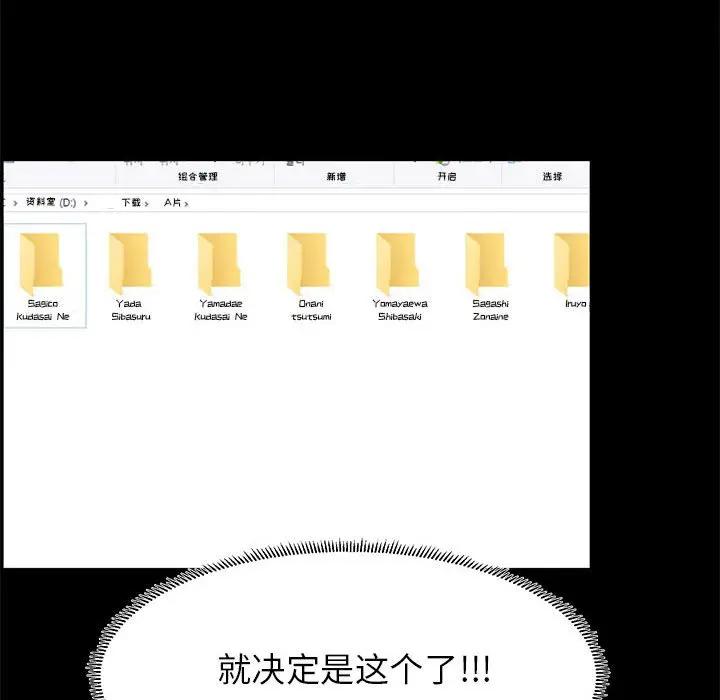 组合管理 新增 开启 选择
资料室 (D:) › 下载 › A片 ›
Sagico Yada Yamadae Onani Yomayaewa Sagashi Iruyo
Kudasai Ne Sibasuru Kudasai Ne tsutsumi Shibasaki Zonaine
就决定是这个了!!!